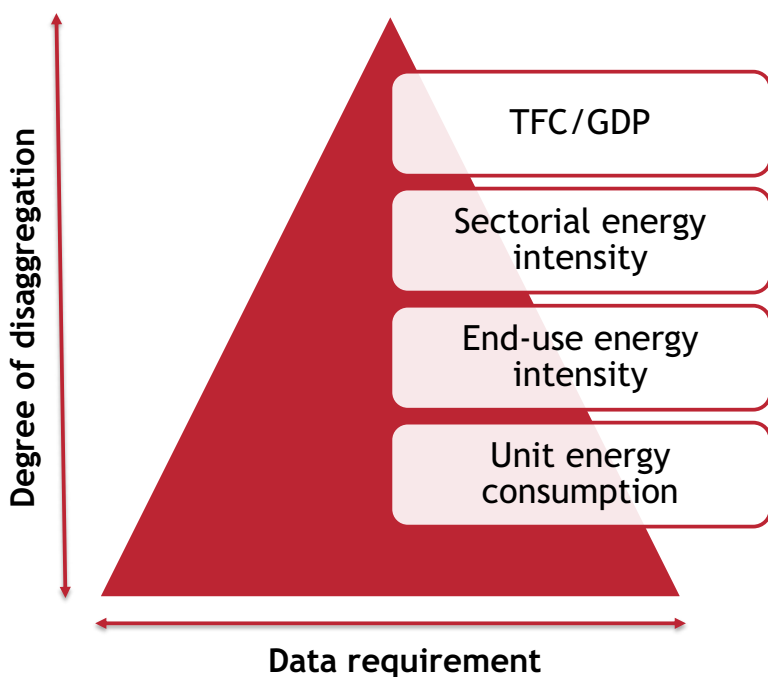 Degree of disaggregation
TFC/GDP
Sectorial energy
intensity
End-use energy
intensity
Unit energy
consumption
Data requirement